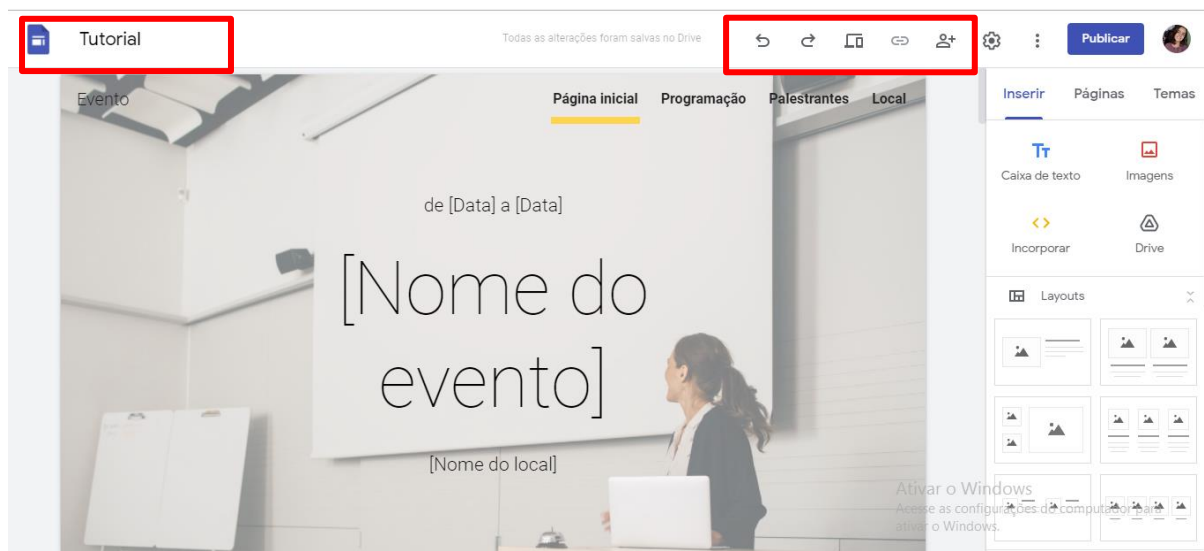 Tutorial
Todas as alterações foram salvas no Drive
Publicar
Evento
Página inicial Programação Palestrantes Local
de [Data] a [Data]
[Nome do
evento]
[Nome do local]
Inserir Páginas Temas
Tт
Caixa de texto Imagens
Incorporar Drive
Layouts
Ativar o Windows
Acesse as configurações do computador para
ativar o Windows.